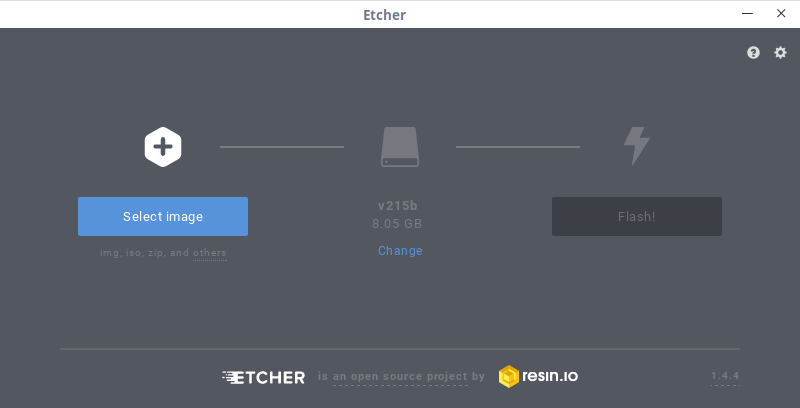 Etcher
Select image
img, iso, zip, and others
v215b
8.05 GB
Change
Flash!
ETCHER is an open source project by resin.io
1.4.4